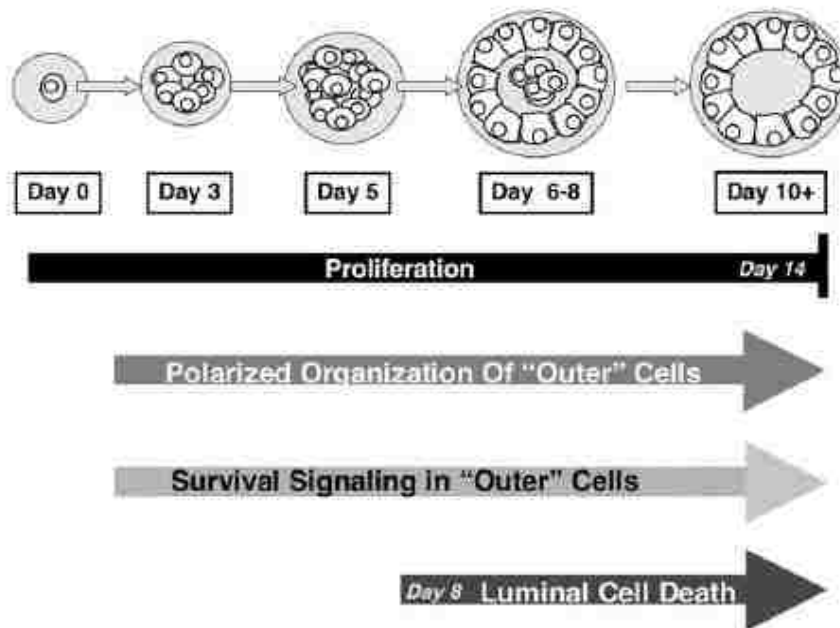 Day 0
Day 3
Day 5
Day 6-8
Day 10+
Proliferation
Day 14
Polarized Organization Of “Outer” Cells
Survival Signaling in “Outer” Cells
Day 8 Luminal Cell Death